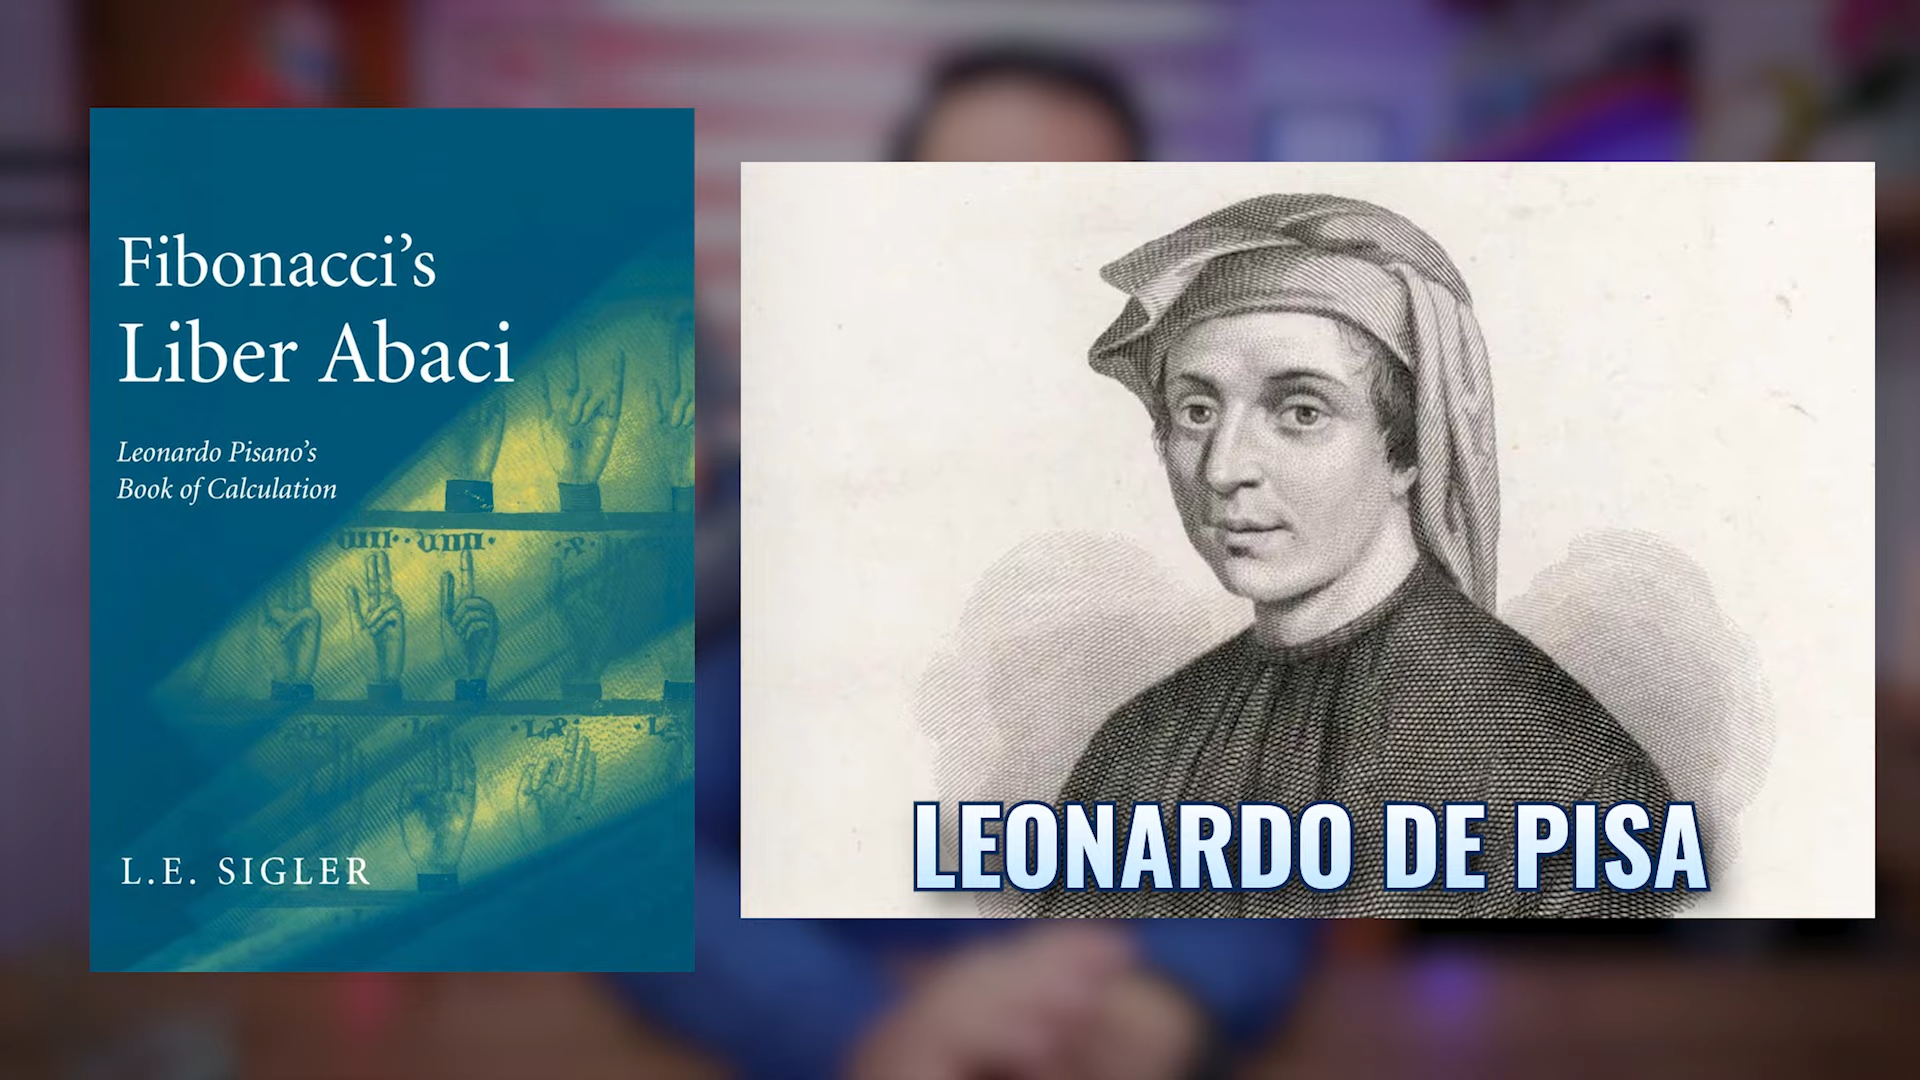 Fibonacci's
Liber Abaci
Leonardo Pisano's
Book of Calculation
L.E. SIGLER
LEONARDO DE PISA